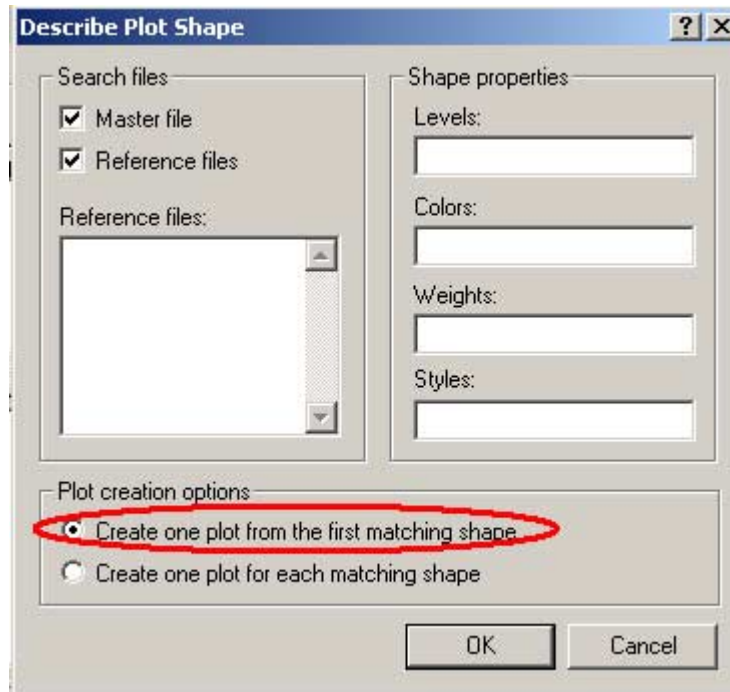 Describe Plot Shape
Search files
Master file
Reference files
Reference files:
Shape properties
Levels:
Colors:
Weights:
Styles:
Plot creation options
Create one plot from the first matching shape
Create one plot for each matching shape
OK
Cancel